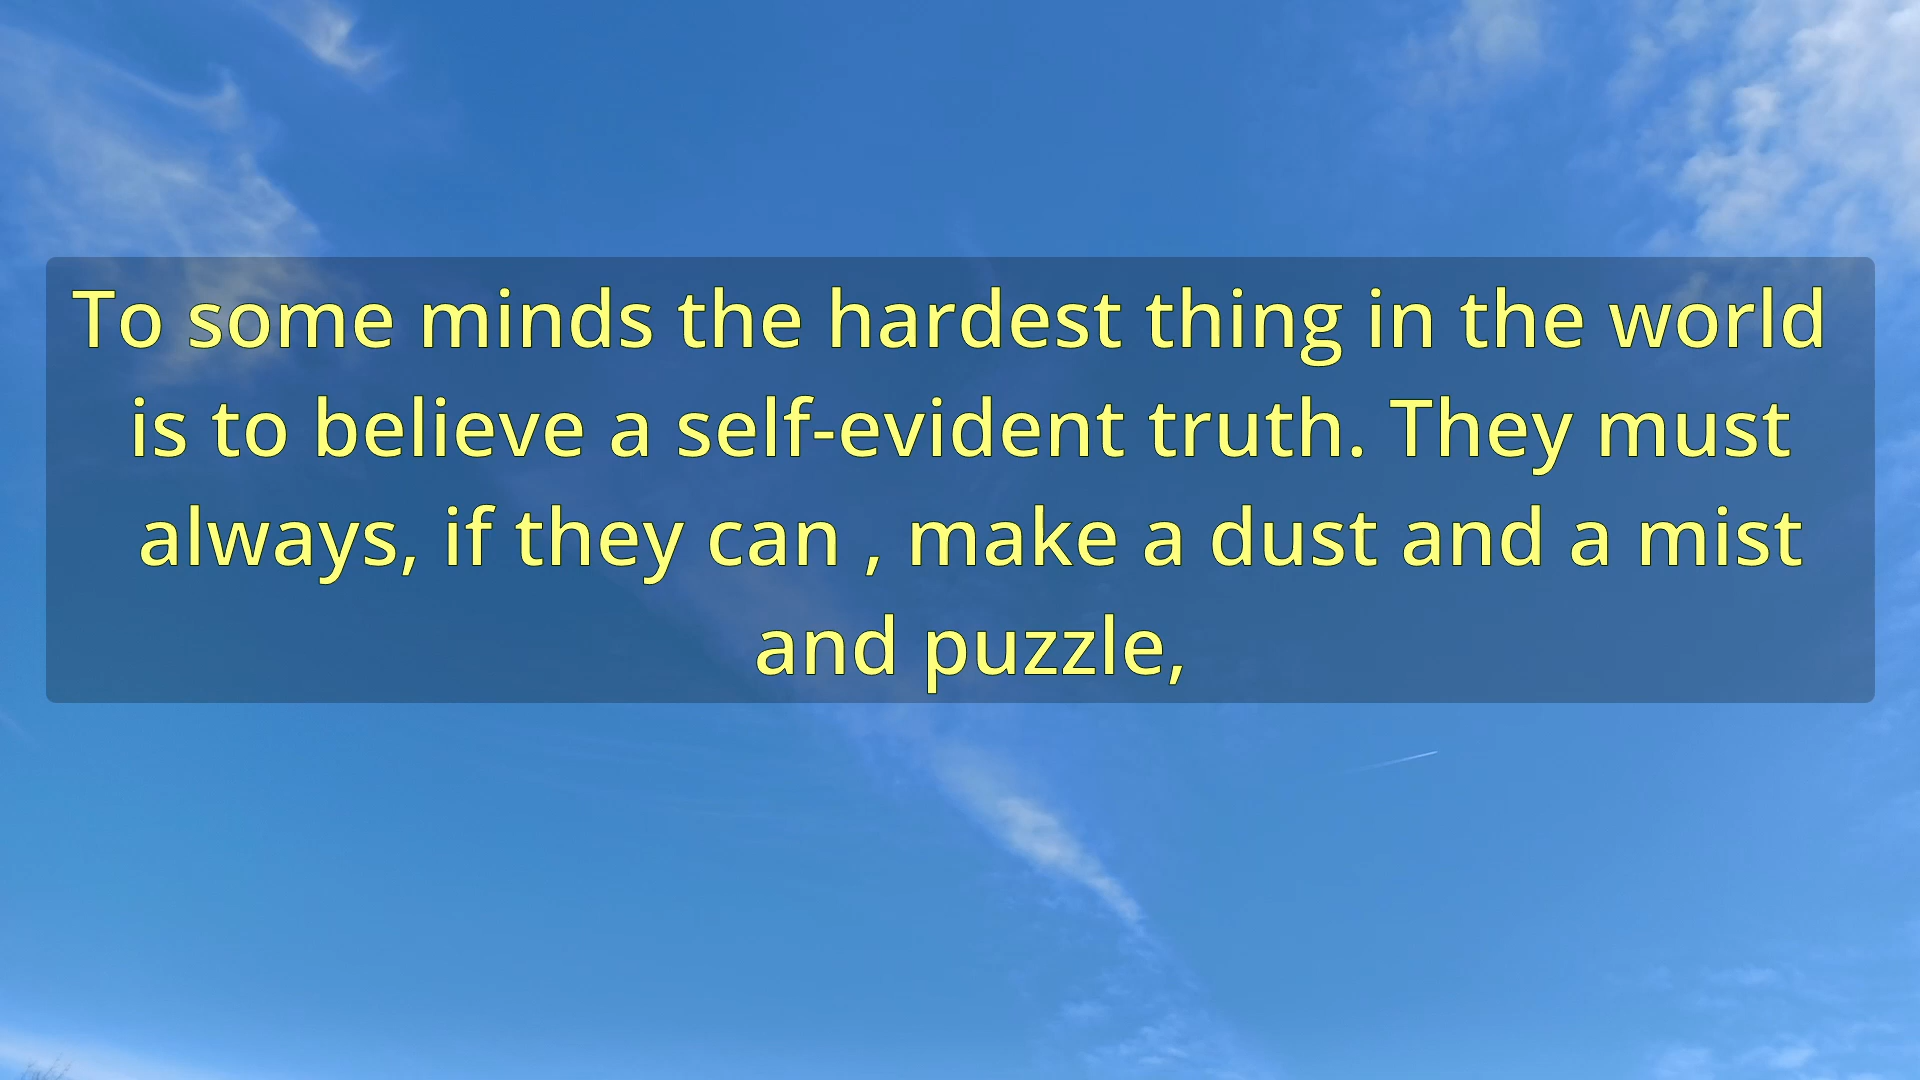 To some minds the hardest thing in the world
is to believe a self-evident truth. They must
always, if they can , make a dust and a mist
and puzzle,